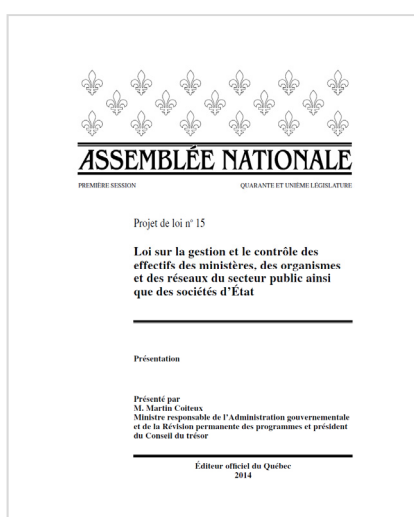 ASSEMBLÉE NATIONALE
PREMIÈRE SESSION QUARANTE ET UNIÈME LÉGISLATURE
Projet de loi n° 15
Loi sur la gestion et le contrôle des
effectifs des ministères, des organismes
et des réseaux du secteur public ainsi
que des sociétés d’État
Présentation
Présenté par
M. Martin Coiteux
Ministre responsable de l’Administration gouvernementale
et de la Révision permanente des programmes et président
du Conseil du trésor
Éditeur officiel du Québec
2014